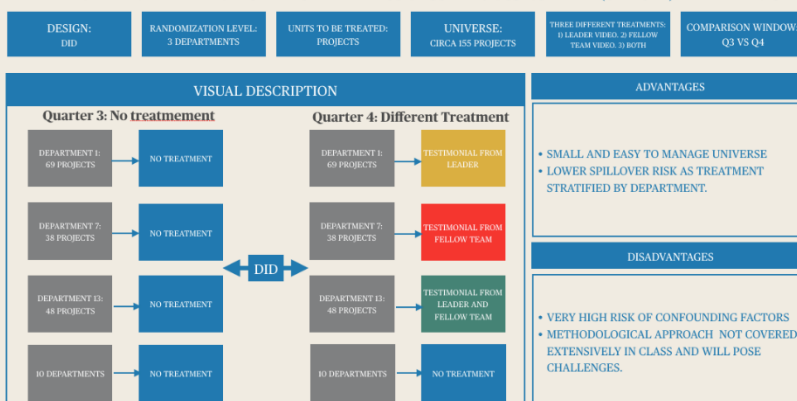 DESIGN:
DID
RANDOMIZATION LEVEL:
3 DEPARTMENTS
UNITS TO BE TREATED:
PROJECTS
UNIVERSE:
CIRCA 155 PROJECTS
THREE DIFFERENT TREATMENTS:
1) LEADER VIDEO. 2) FELLOW
TEAM VIDEO. 3) BOTH
COMPARISON WINDOW:
Q3 VS Q4
VISUAL DESCRIPTION
Quarter 3: No treatmement
DEPARTMENT 1:
69 PROJECTS
NO TREATMENT
DEPARTMENT 7:
38 PROJECTS
NO TREATMENT
DEPARTMENT 13:
48 PROJECTS
NO TREATMENT
10 DEPARTMENTS
NO TREATMENT
DID
Quarter 4: Different Treatment
DEPARTMENT 1:
69 PROJECTS
TESTIMONIAL FROM
LEADER
DEPARTMENT 7:
38 PROJECTS
TESTIMONIAL FROM
FELLOW TEAM
DEPARTMENT 13:
48 PROJECTS
TESTIMONIAL FROM
LEADER AND
FELLOW TEAM
10 DEPARTMENTS
NO TREATMENT
ADVANTAGES
• SMALL AND EASY TO MANAGE UNIVERSE
• LOWER SPILLOVER RISK AS TREATMENT
STRATIFIED BY DEPARTMENT.
DISADVANTAGES
• VERY HIGH RISK OF CONFOUNDING FACTORS
• METHODOLOGICAL APPROACH NOT COVERED
EXTENSIVELY IN CLASS AND WILL POSE
CHALLENGES.